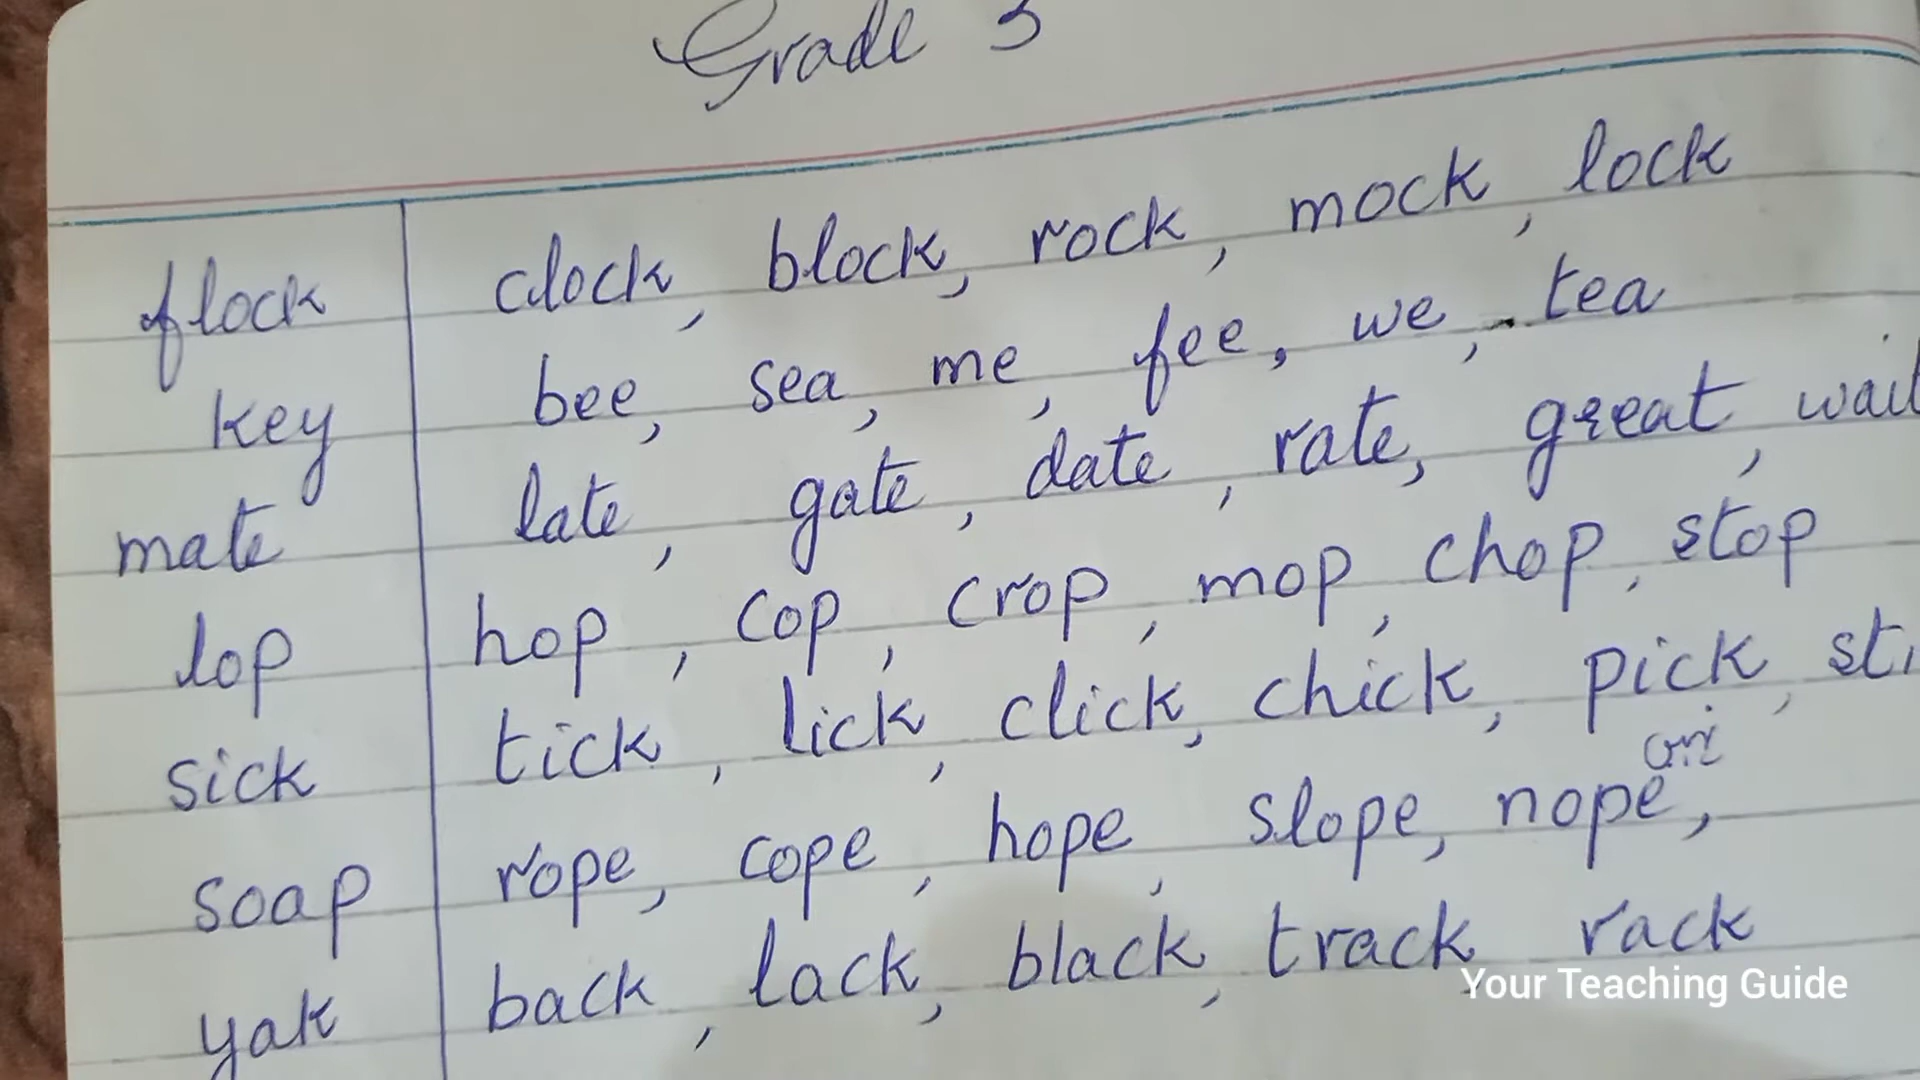 Grade 3
flock clock, block, rock, mock, lock
key bee, sea, me, fee, we, tea
mate late, gate, date, rate, great, wait
lop hop, cop, crop, mop, chop, stop
sick tick, lick, click, chick, pick, sti
soap rope, cope, hope, slope, nope,
yak back, lack, black, track rack
Your Teaching Guide